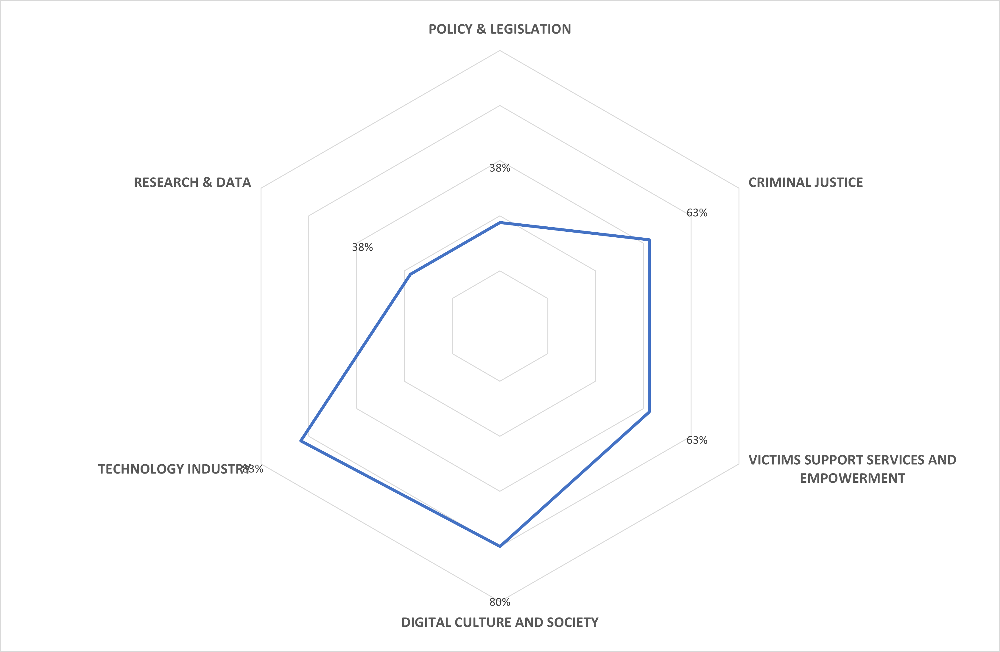 POLICY & LEGISLATION
38%
RESEARCH & DATA
CRIMINAL JUSTICE
63%
38%
63%
VICTIMS SUPPORT SERVICES AND
EMPOWERMENT
TECHNOLOGY INDUSTRY
83%
80%
DIGITAL CULTURE AND SOCIETY